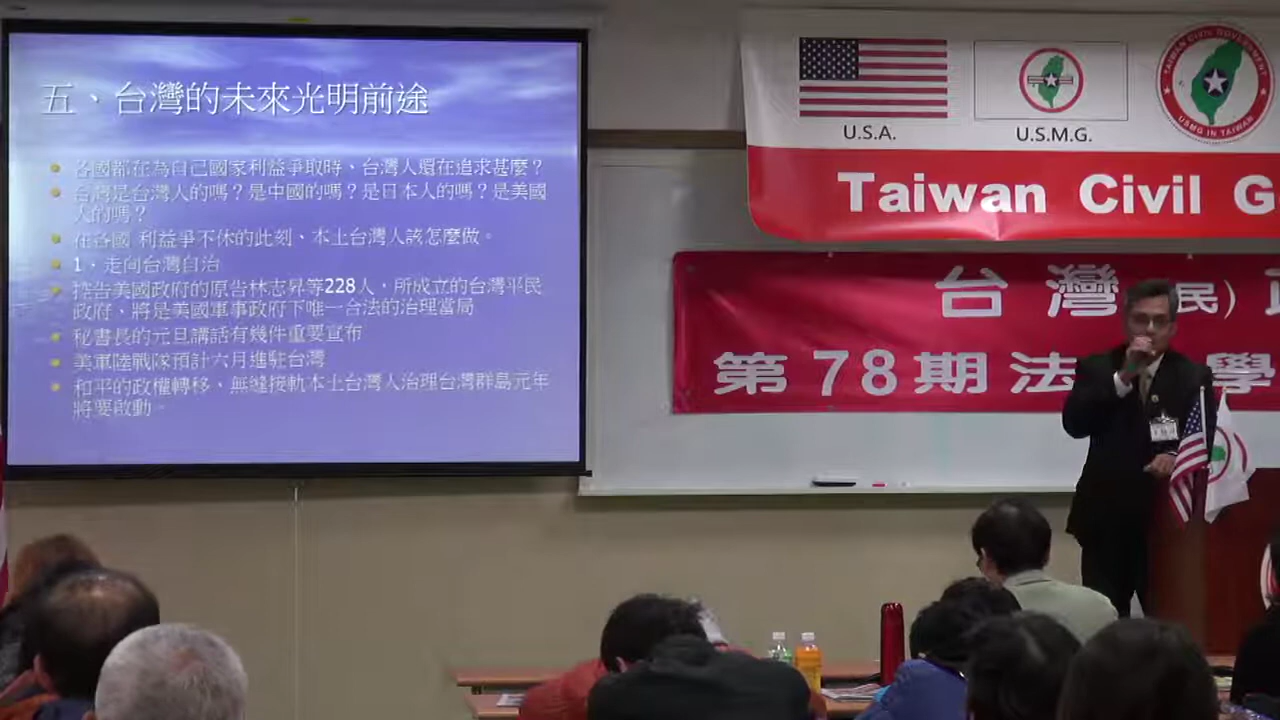 五、台灣的未來光明前途
各國都在為自己國家利益爭取時、台灣人還在追求甚麼？
台灣是台灣人的嗎？是中國的嗎？是日本人的嗎？是美國
人的嗎？
在各國 利益爭不休的此刻、本土台灣人該怎麼做。
1．走向台灣自治
控告美國政府的原告林志昇等228人，所成立的台灣平民
政府、將是美國軍事政府下唯一合法的治理當局
秘書長的元旦講話有幾件重要宣布
美軍陸戰隊預計六月進駐台灣
和平的政權轉移，無縫接軌本土台灣人治理台灣群島元年
將要啟動。
U.S.A.
U.S.M.G.
TAIWAN CIVIL GOVERNMENT
USMG IN TAIWAN
Taiwan Civil G
台灣民）
第78期法 學